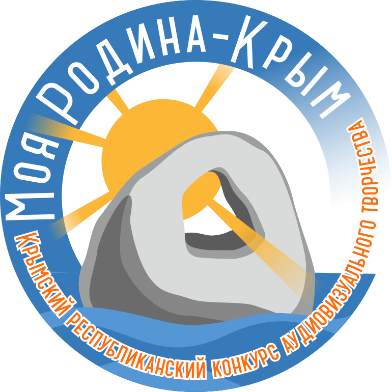 Моя Родина-Крым
Крымский республиканский конкурс аудиовизуального творчества